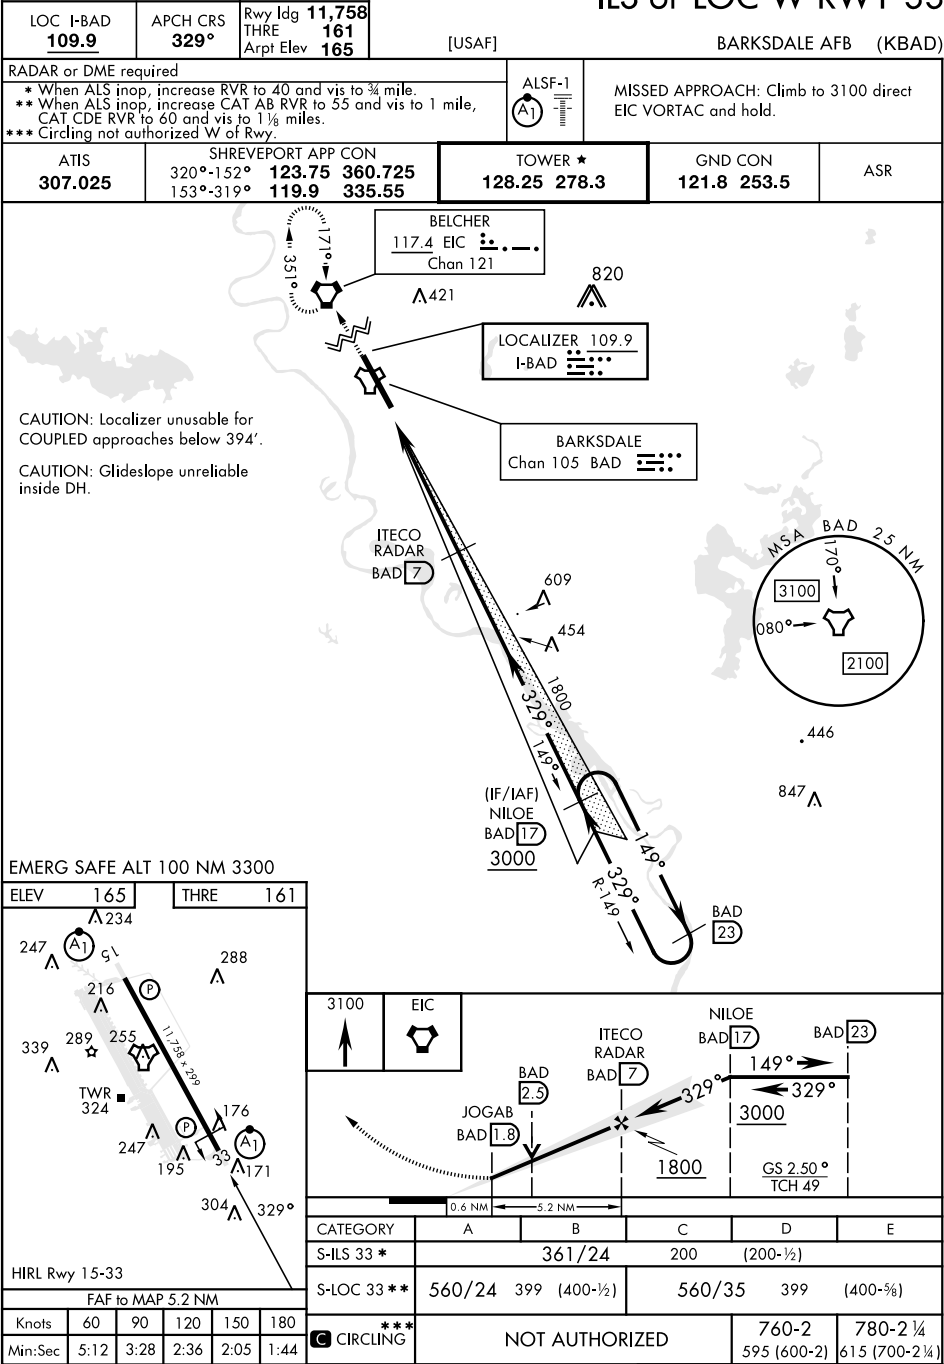 ILS or LOC W RWY 33
LOC I-BAD
109.9
APCH CRS
329°
Rwy ldg 11,758
THRE 161
Arpt Elev 165
[USAF]
BARKSDALE AFB (KBAD)
RADAR or DME required
* When ALS inop, increase RVR to 40 and vis to ¾ mile.
** When ALS inop, increase CAT AB RVR to 55 and vis to 1 mile,
CAT CDE RVR to 60 and vis to 1⅛ miles.
*** Circling not authorized W of Rwy.
ALSF-1
A1
MISSED APPROACH: Climb to 3100 direct
EIC VORTAC and hold.
ATIS
307.025
SHREVEPORT APP CON
320°-152° 123.75 360.725
153°-319° 119.9 335.55
TOWER ★
128.25 278.3
GND CON
121.8 253.5
ASR
171°
351°
BELCHER
117.4 EIC
Chan 121
421
820
LOCALIZER 109.9
I-BAD
CAUTION: Localizer unusable for
COUPLED approaches below 394'.
CAUTION: Glideslope unreliable
inside DH.
BARKSDALE
Chan 105 BAD
ITECO
RADAR
BAD 7
609
454
MSA BAD 25 NM
170°
3100
080°
2100
1800
329°
149°
446
847
(IF/IAF)
NILOE
BAD 17
3000
149°
329°
R-149
BAD
23
EMERG SAFE ALT 100 NM 3300
ELEV 165
THRE 161
234
247
A1
15
288
216
P
289
255
339
11,758 x 299
TWR
324
176
P
247
195
33
A1
171
304
329°
HIRL Rwy 15-33
FAF to MAP 5.2 NM
Knots 60 90 120 150 180
Min:Sec 5:12 3:28 2:36 2:05 1:44
3100
EIC
JOGAB
BAD 1.8
BAD
2.5
ITECO
RADAR
BAD 7
NILOE
BAD 17
BAD 23
149°
329°
329°
3000
1800
GS 2.50°
TCH 49
0.6 NM
5.2 NM
CATEGORY A B C D E
S-ILS 33 * 361/24 200 (200-½)
S-LOC 33 ** 560/24 399 (400-½) 560/35 399 (400-⅝)
C CIRCLING *** NOT AUTHORIZED 760-2 595 (600-2) 780-2¼ 615 (700-2¼)